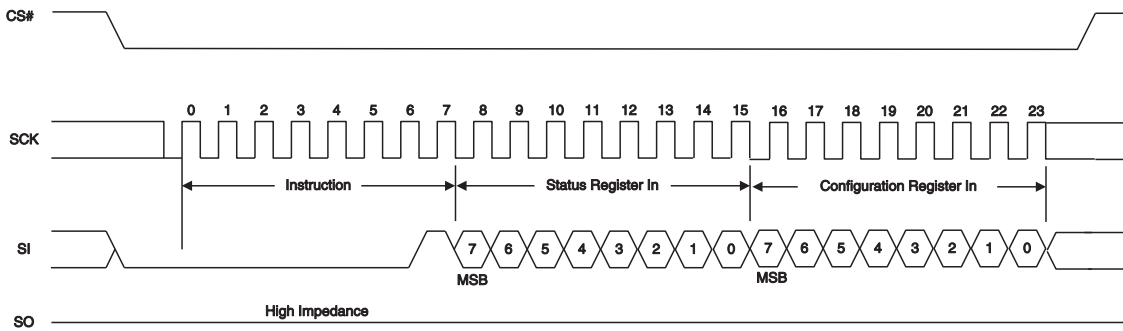 CS#
0 1 2 3 4 5 6 7 8 9 10 11 12 13 14 15 16 17 18 19 20 21 22 23
SCK
Instruction Status Register In Configuration Register In
SI 7 6 5 4 3 2 1 0 7 6 5 4 3 2 1 0
MSB MSB
High Impedance
SO